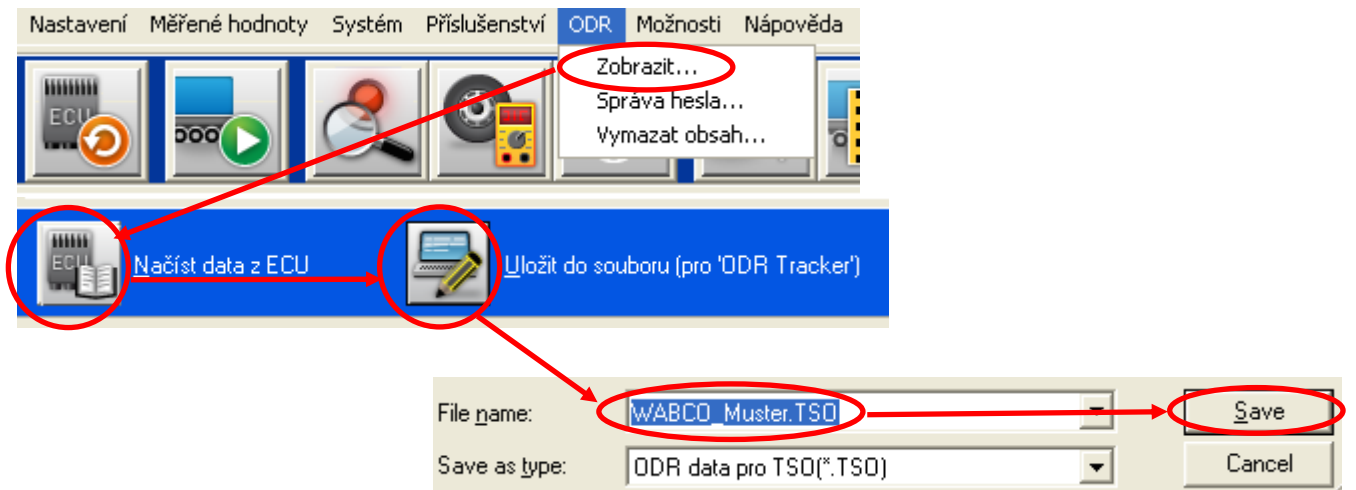 Nastavení Měřené hodnoty Systém Příslušenství ODR Možnosti Nápověda
Zobrazit...
Správa hesla...
Vymazat obsah...
ECU
ECU
Načíst data z ECU
Uložit do souboru (pro 'ODR Tracker')
File name:
WABCO_Muster.TSO
Save
Save as type:
ODR data pro TSO(*.TSO)
Cancel